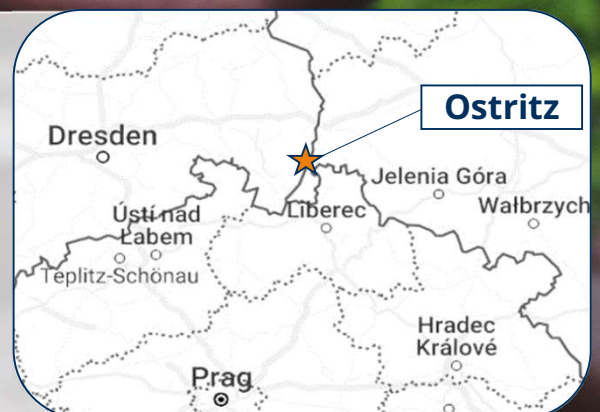 Ostritz
Dresden
Jelenia Góra
Wałbrzych
Ústí nad
Labem
Liberec
Teplitz-Schönau
Hradec
Králové
Prag